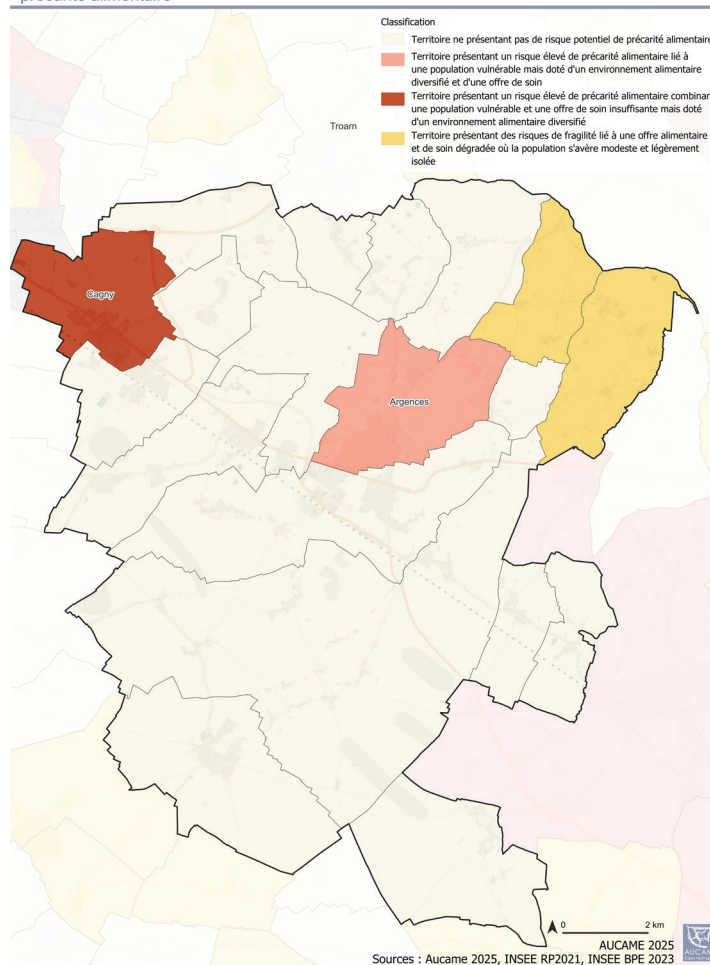 précarité alimentaire
Classification
Territoire ne présentant pas de risque potentiel de précarité alimentaire
Territoire présentant un risque élevé de précarité alimentaire lié à
une population vulnérable mais doté d'un environnement alimentaire
diversifié et d'une offre de soin
Territoire présentant un risque élevé de précarité alimentaire combinan
une population vulnérable et une offre de soin insuffisante mais doté
d'un environnement alimentaire diversifié
Territoire présentant des risques de fragilité lié à une offre alimentaire
et de soin dégradée où la population s'avère modeste et légèrement
isolée
Troarn
Cagny
Argences
0 2 km
AUCAME 2025
Sources : Aucame 2025, INSEE RP2021, INSEE BPE 2023
AUCAME